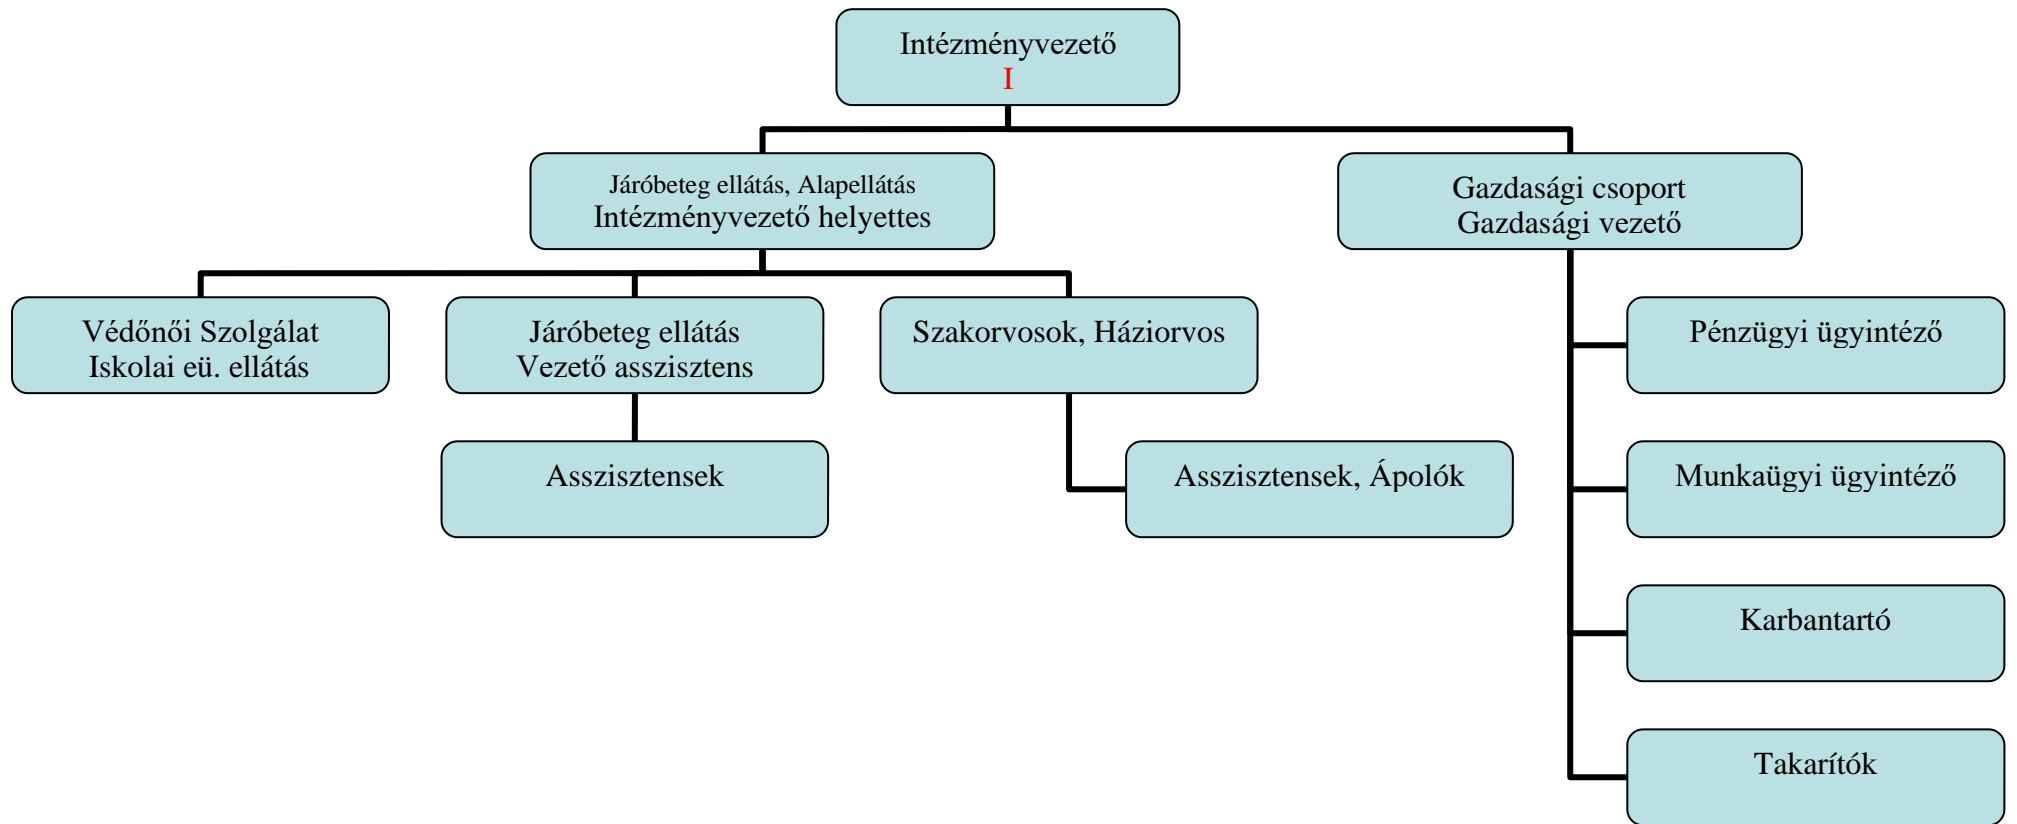 Intézményvezető
I
Járóbeteg ellátás, Alapellátás
Intézményvezető helyettes
Gazdasági csoport
Gazdasági vezető
Védőnői Szolgálat
Iskolai eü. ellátás
Járóbeteg ellátás
Vezető asszisztens
Szakorvosok, Háziorvos
Pénzügyi ügyintéző
Asszisztensek
Asszisztensek, Ápolók
Munkaügyi ügyintéző
Karbantartó
Takarítók